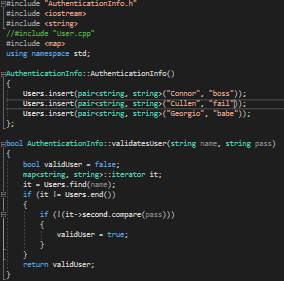 #include "AuthenticationInfo.h"
#include <iostream>
#include <string>
//#include "User.cpp"
#include <map>
using namespace std;
AuthenticationInfo::AuthenticationInfo()
{
Users.insert(pair<string, string>("Connor", "boss"));
Users.insert(pair<string, string>("Cullen", "fail"));
Users.insert(pair<string, string>("Georgio", "babe"));
};
bool AuthenticationInfo::validatesUser(string name, string pass)
{
bool validUser = false;
map<string, string>::iterator it;
it = Users.find(name);
if (it != Users.end())
{
if (!(it->second.compare(pass)))
{
validUser = true;
}
}
return validUser;
}